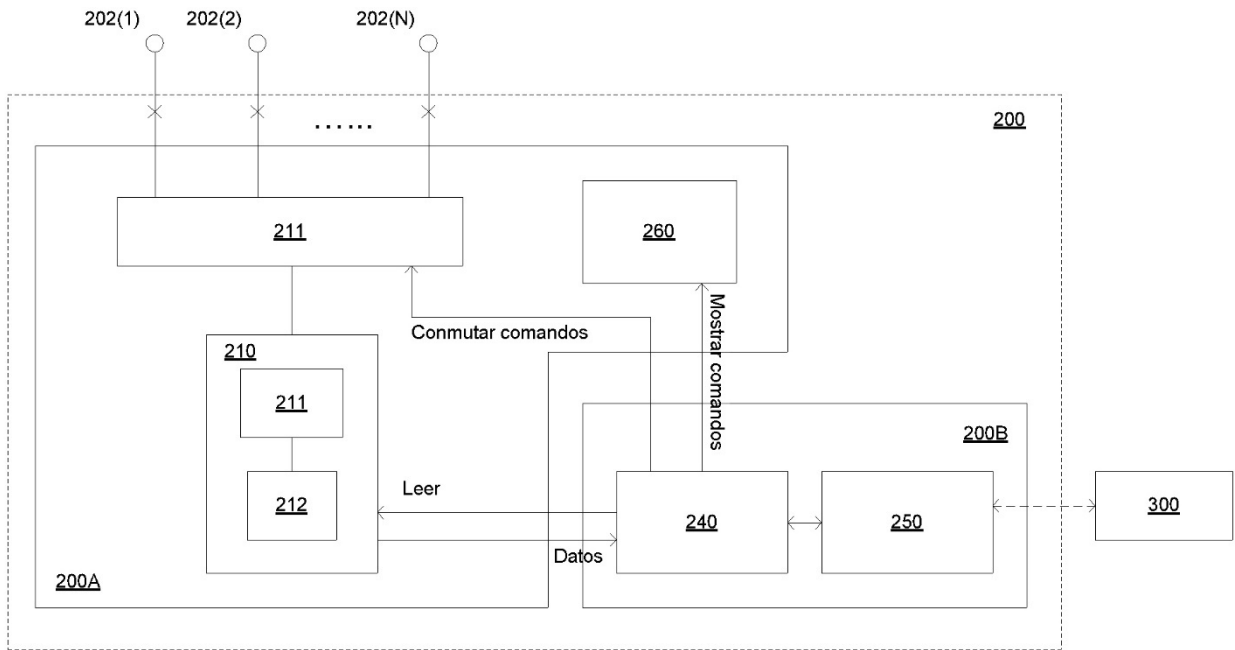 202(1) 202(2) 202(N)
......
200
211
260
Conmutar comandos
Mostrar comandos
210
211
200B
212
Leer
240
250
300
Datos
200A